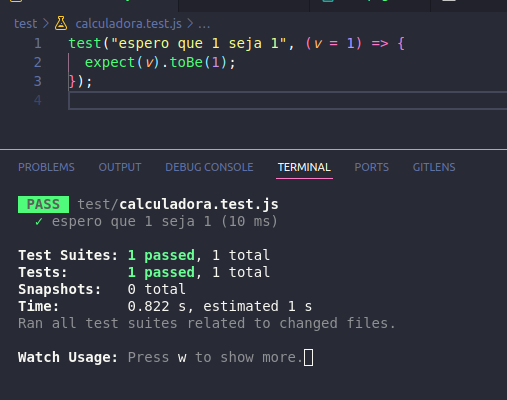 test > calculadora.test.js > ...
1 test("espero que 1 seja 1", (v = 1) => {
2 expect(v).toBe(1);
3 });
4
PROBLEMS OUTPUT DEBUG CONSOLE TERMINAL PORTS GITLENS
PASS test/calculadora.test.js
✓ espero que 1 seja 1 (10 ms)
Test Suites: 1 passed, 1 total
Tests: 1 passed, 1 total
Snapshots: 0 total
Time: 0.822 s, estimated 1 s
Ran all test suites related to changed files.
Watch Usage: Press w to show more.